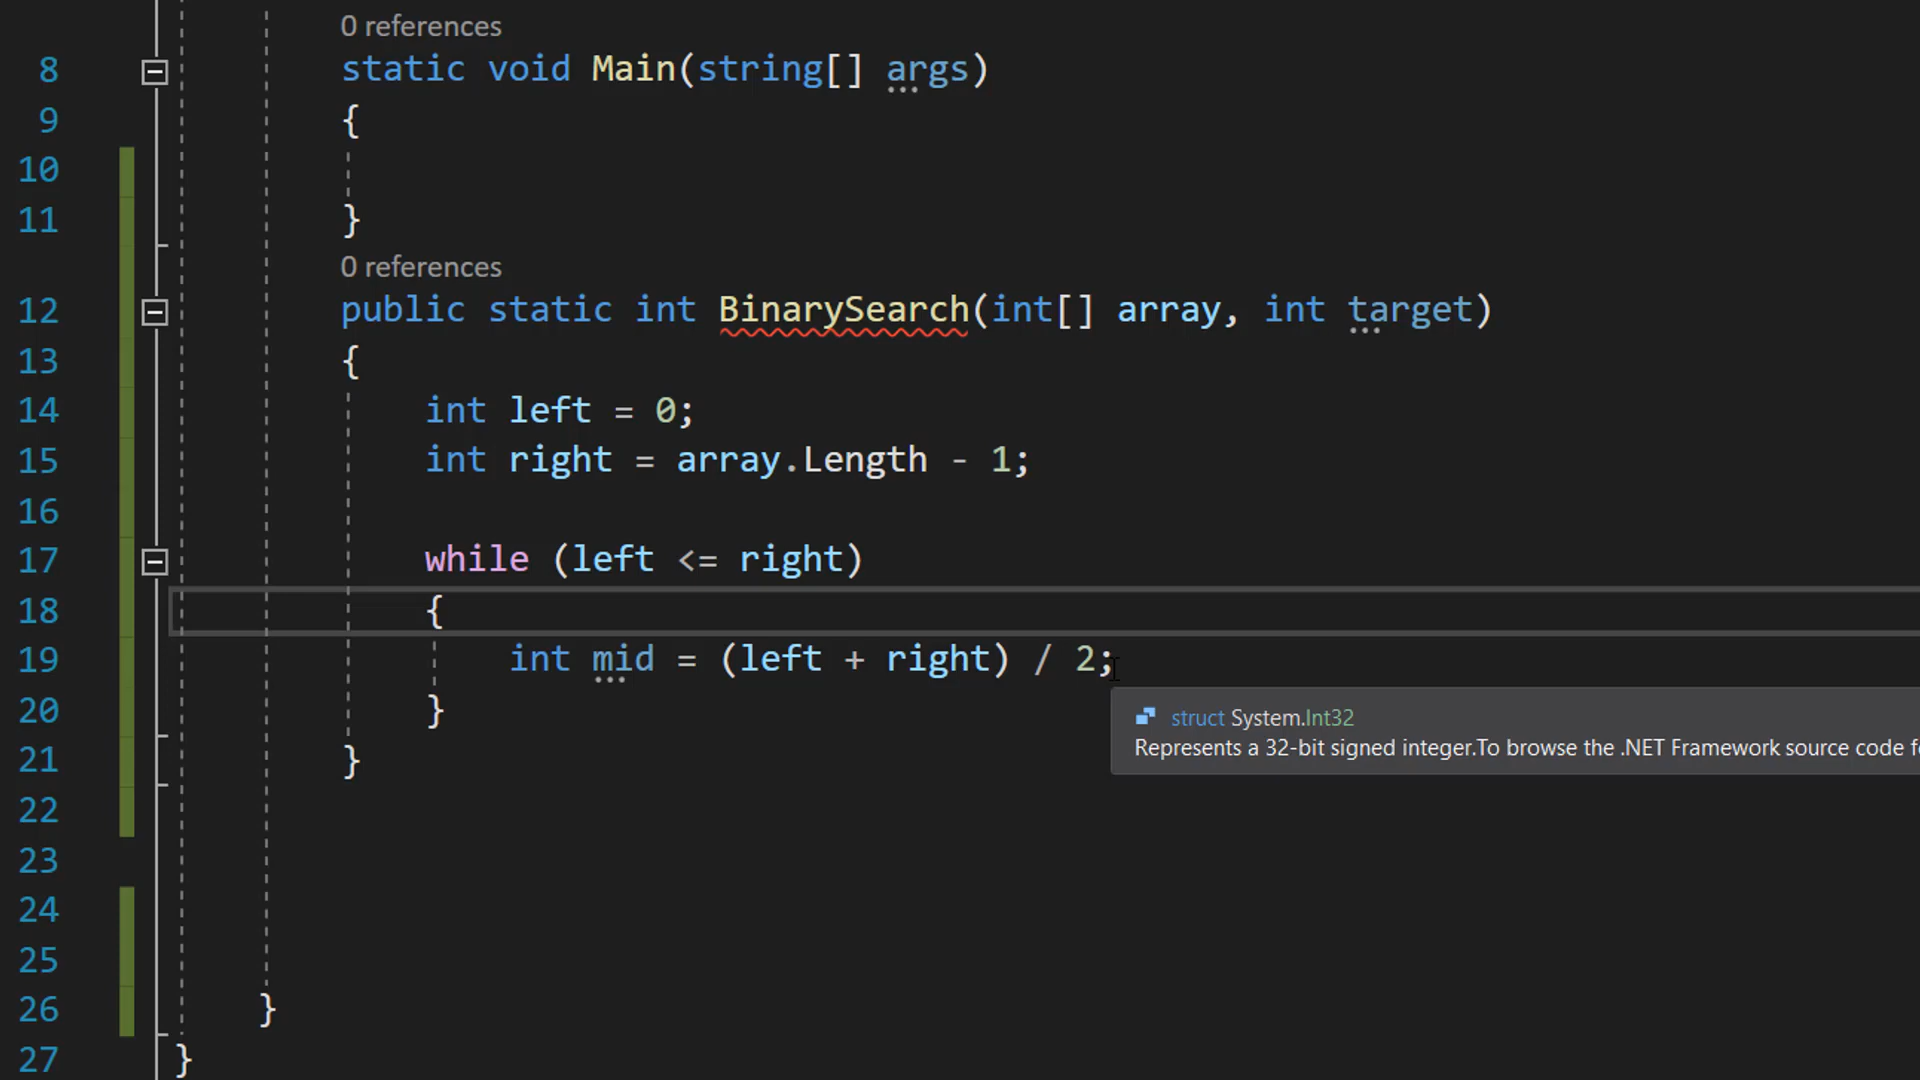 0 references
8 static void Main(string[] args)
9 {
10
11 }
0 references
12 public static int BinarySearch(int[] array, int target)
13 {
14 int left = 0;
15 int right = array.Length - 1;
16
17 while (left <= right)
18 {
19 int mid = (left + right) / 2;
20 }
struct System.Int32
Represents a 32-bit signed integer.To browse the .NET Framework source code
21 }
22
23
24
25
26 }
27 }